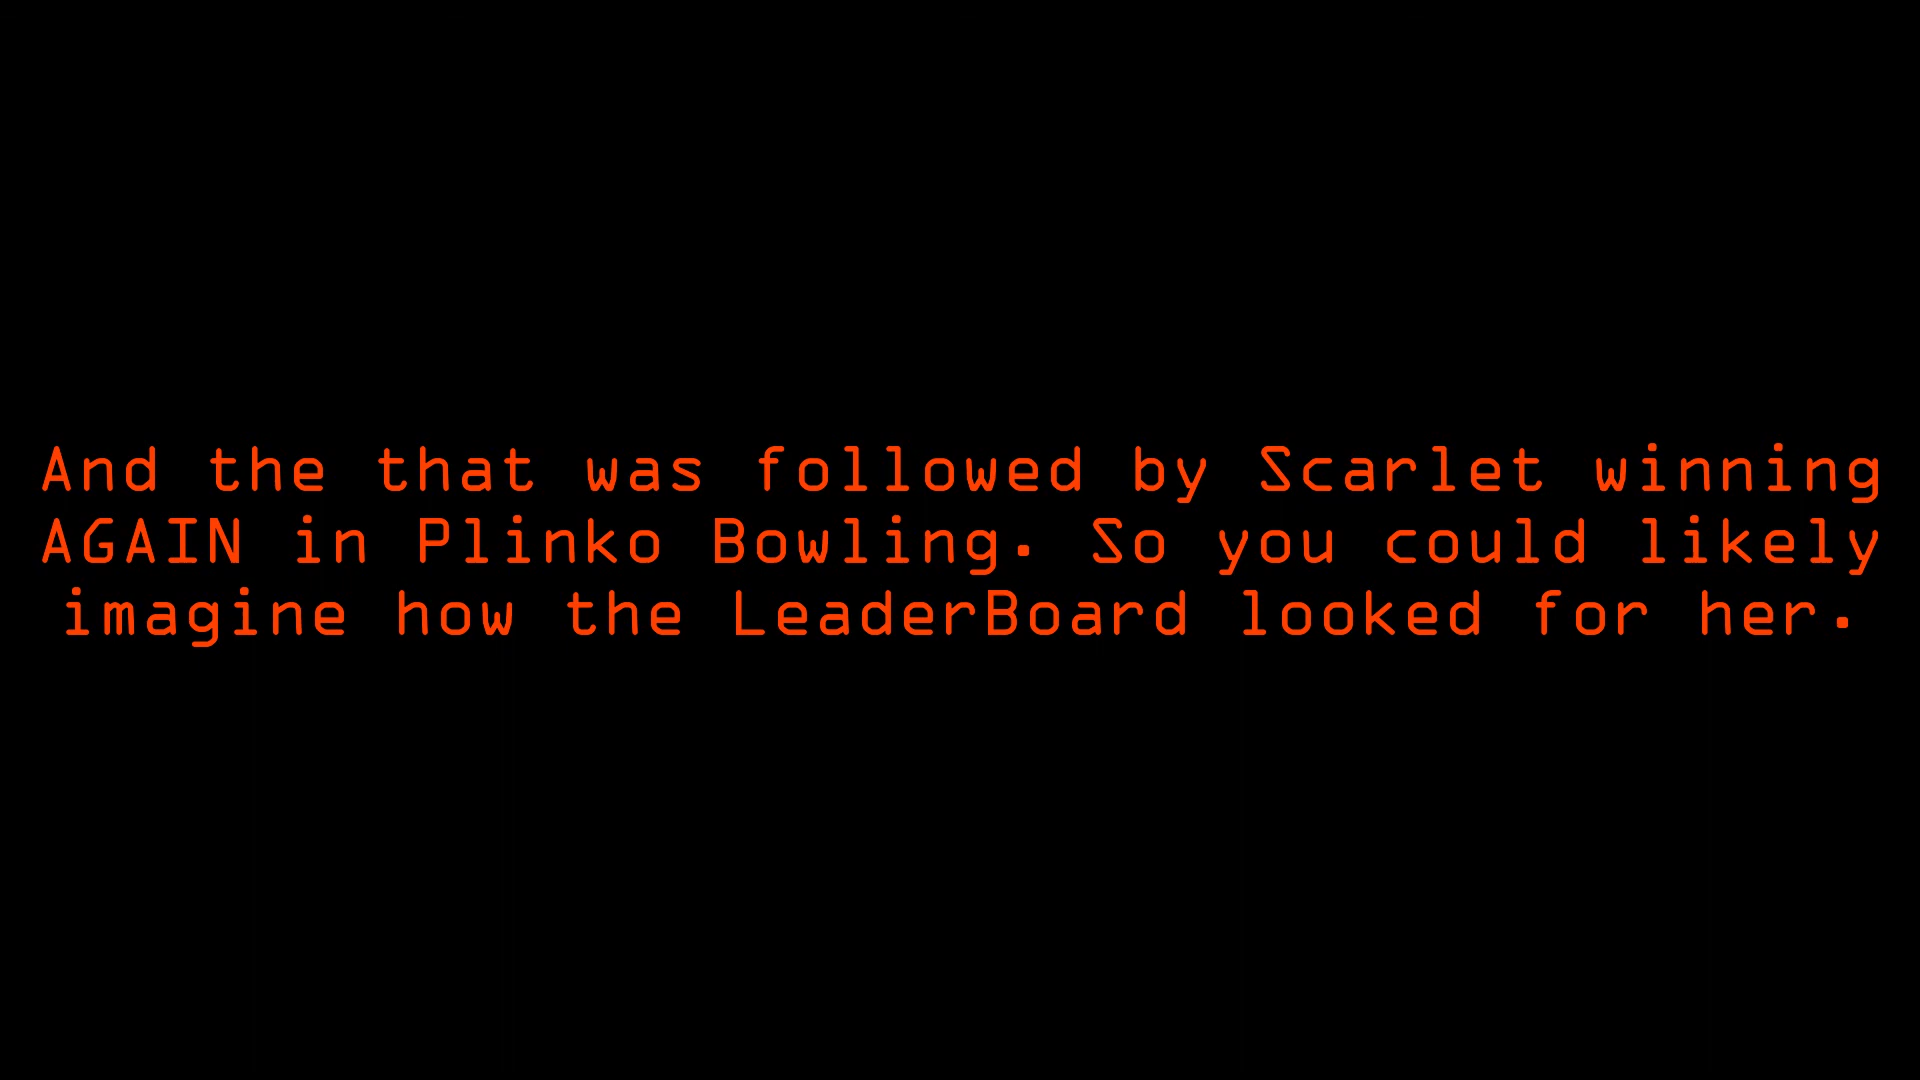 And the that was followed by Scarlet winning
AGAIN in Plinko Bowling. So you could likely
imagine how the LeaderBoard looked for her.